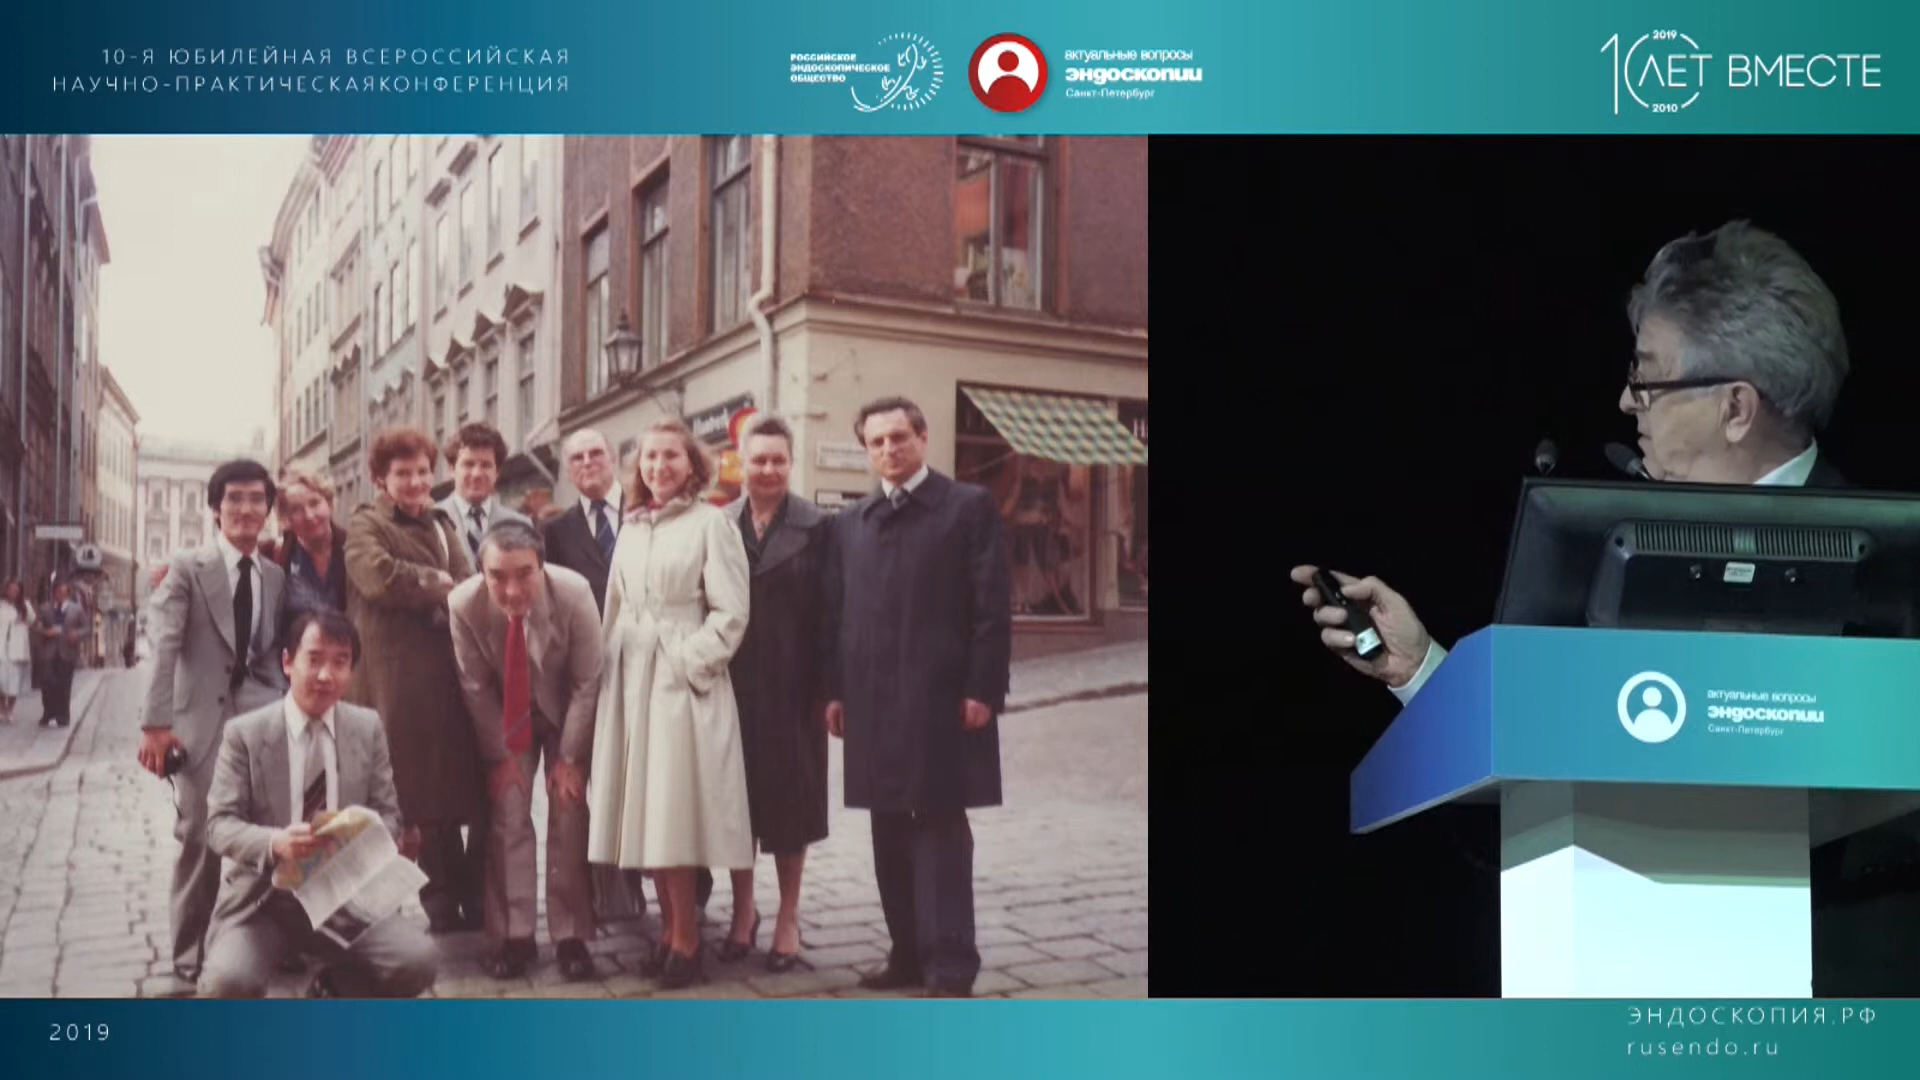 10-Я ЮБИЛЕЙНАЯ ВСЕРОССИЙСКАЯ
НАУЧНО-ПРАКТИЧЕСКАЯКОНФЕРЕНЦИЯ
РОССИЙСКОЕ
ЭНДОСКОПИЧЕСКОЕ
ОБЩЕСТВО
актуальные вопросы
эндоскопии
Санкт-Петербург
2019
10 ЛЕТ ВМЕСТЕ
2010
актуальные вопросы
эндоскопии
Санкт-Петербург
2019
ЭНДОСКОПИЯ.РФ
rusendo.ru